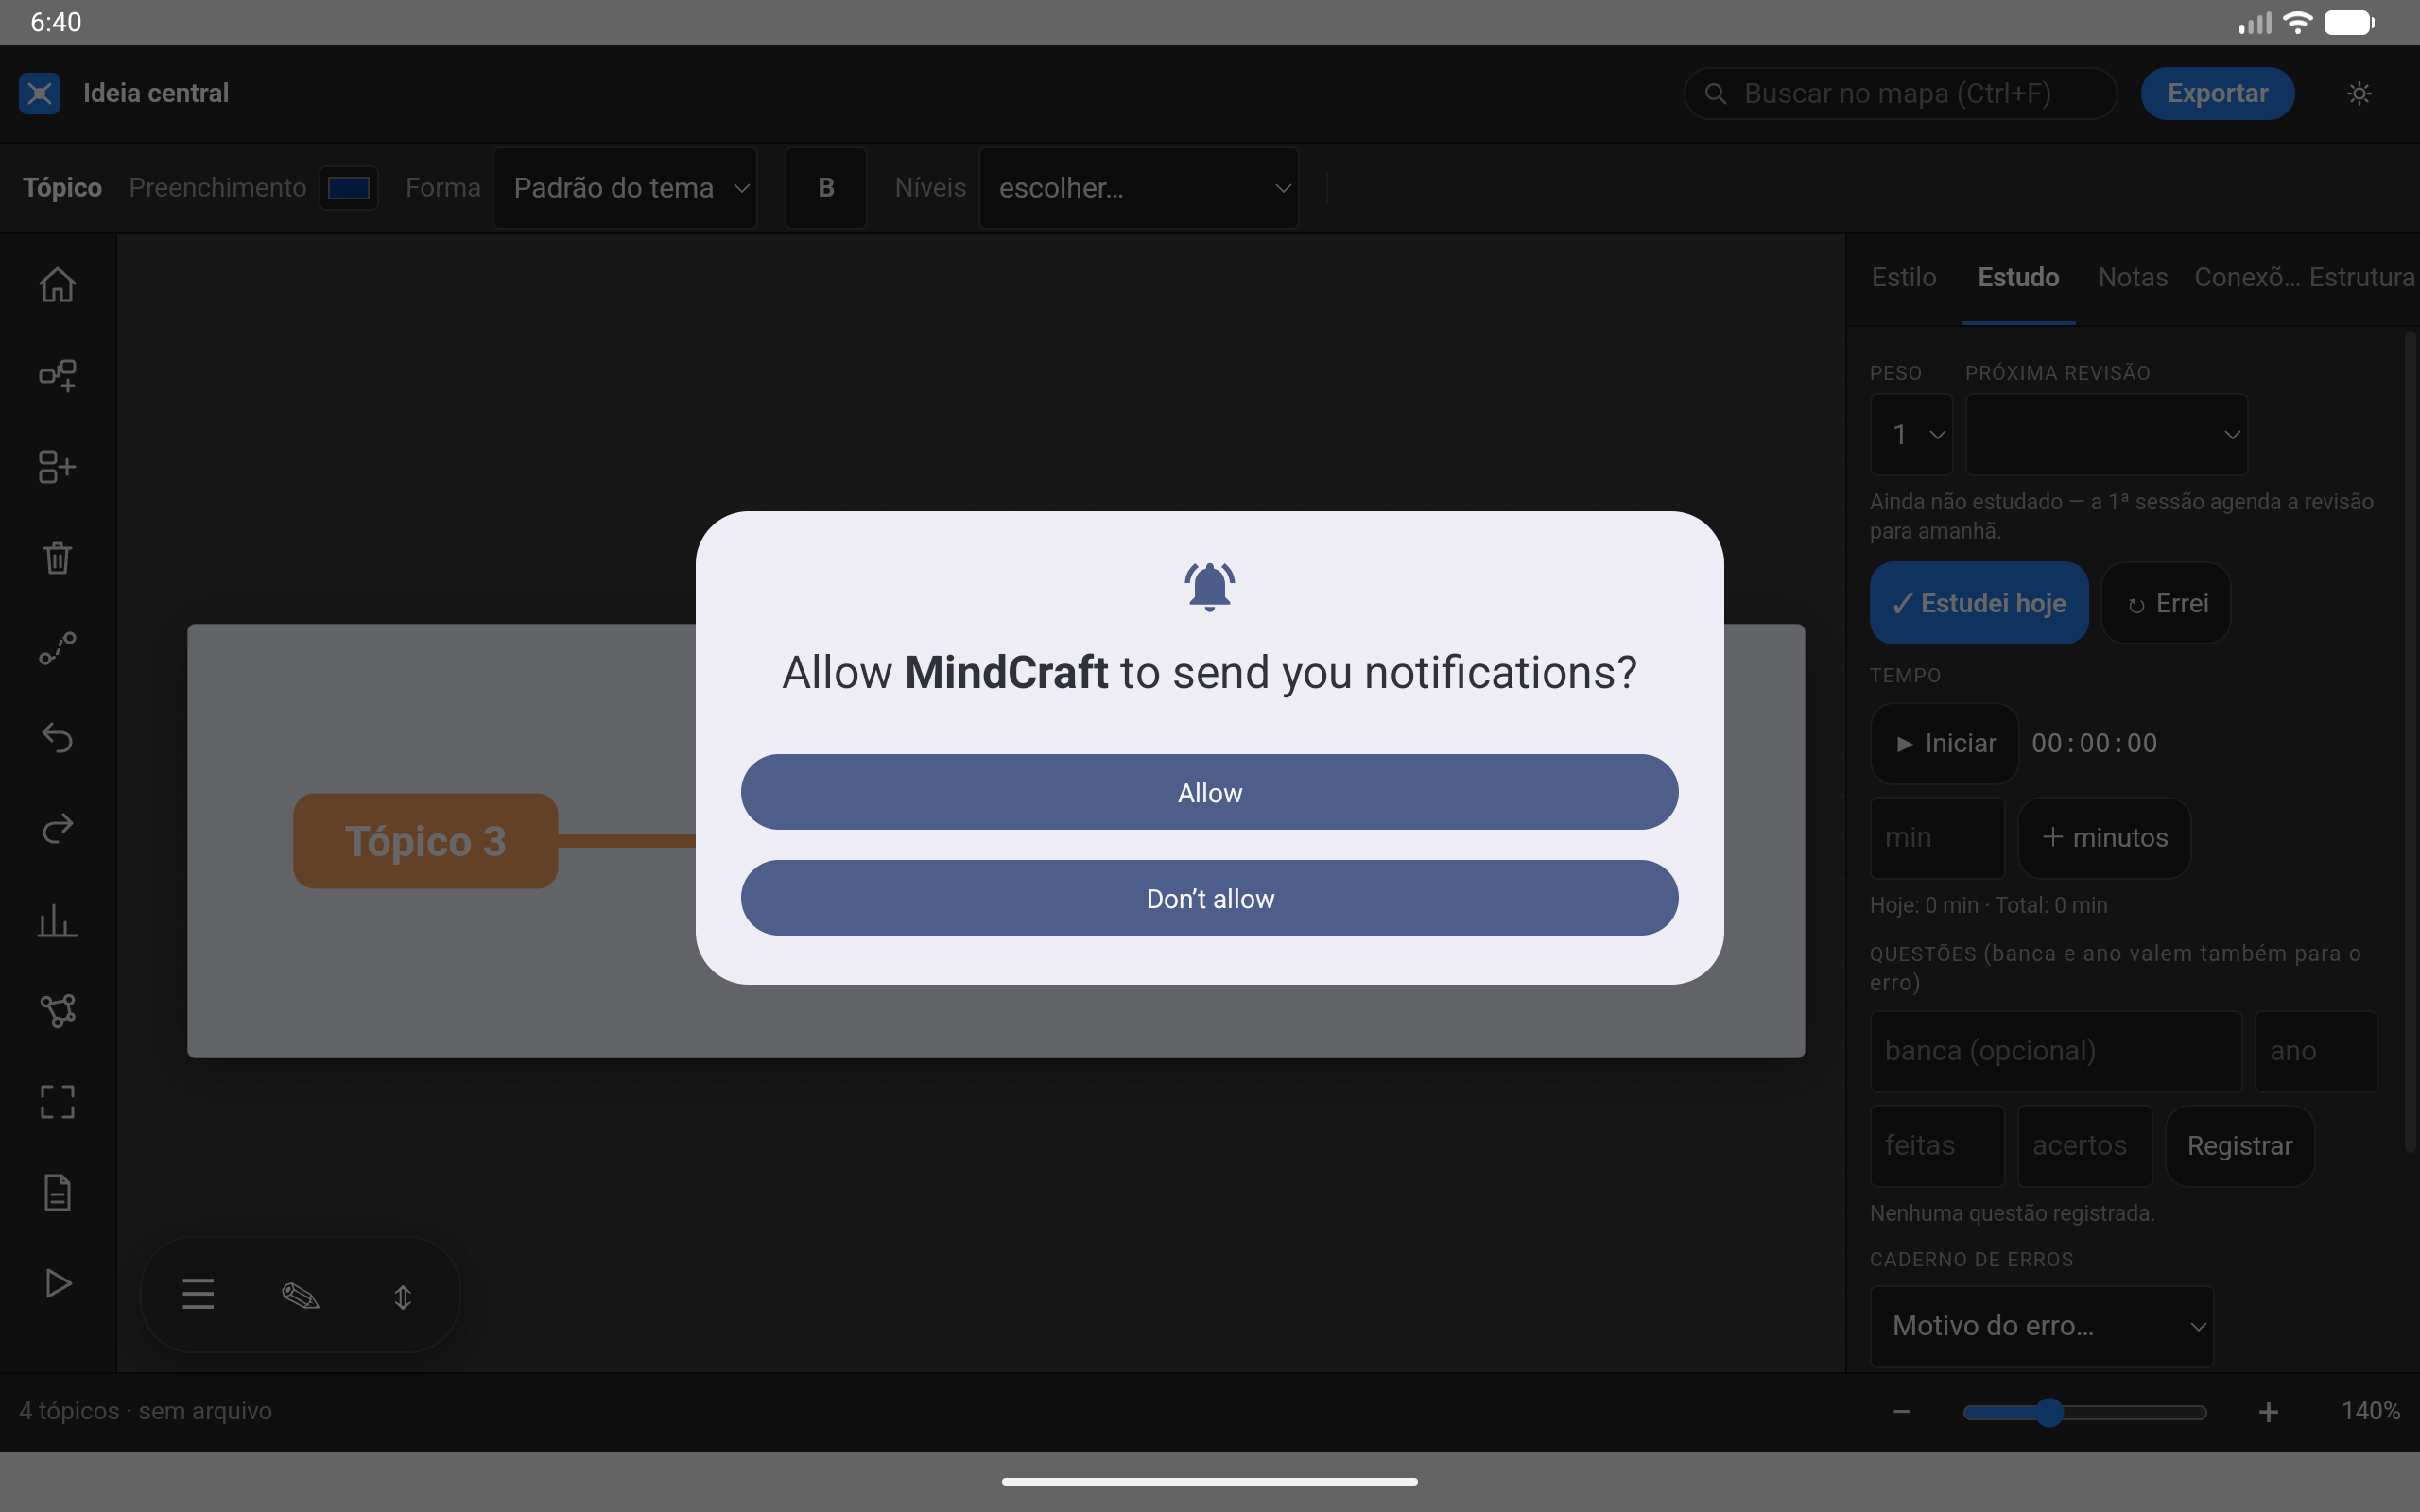 6:40
Ideia central
Buscar no mapa (Ctrl+F)
Exportar
Tópico Preenchimento Forma Padrão do tema B Níveis escolher...
Estilo Estudo Notas Conexõ... Estrutura
PESO PRÓXIMA REVISÃO
1
Ainda não estudado — a 1ª sessão agenda a revisão
para amanhã.
✓ Estudei hoje ↻ Errei
TEMPO
▶ Iniciar 00:00:00
min + minutos
Hoje: 0 min · Total: 0 min
QUESTÕES (banca e ano valem também para o
erro)
banca (opcional) ano
feitas acertos Registrar
Nenhuma questão registrada.
CADERNO DE ERROS
Motivo do erro...
Allow MindCraft to send you notifications?
Allow
Don’t allow
Tópico 3
4 tópicos · sem arquivo
− + 140%